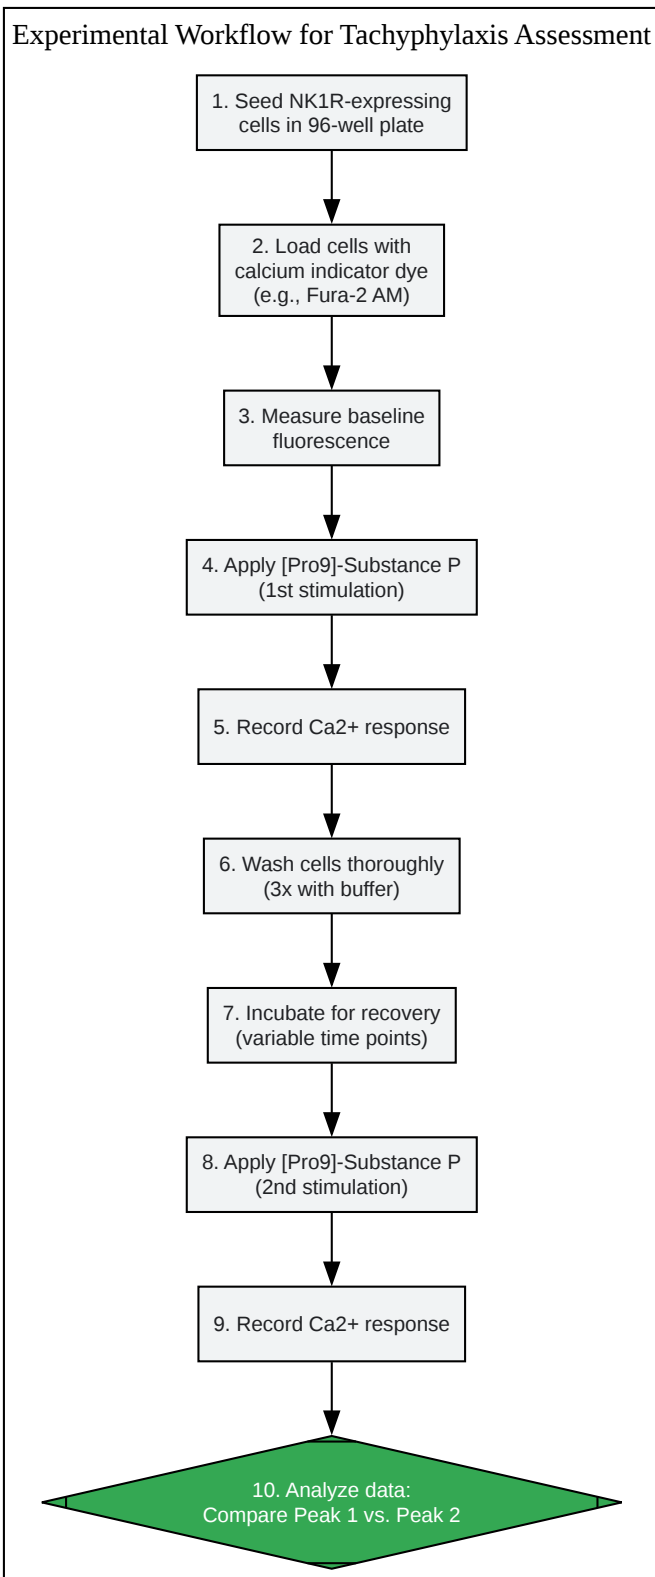 Experimental Workflow for Tachyphylaxis Assessment
1. Seed NK1R-expressing
cells in 96-well plate
2. Load cells with
calcium indicator dye
(e.g., Fura-2 AM)
3. Measure baseline
fluorescence
4. Apply [Pro9]-Substance P
(1st stimulation)
5. Record Ca2+ response
6. Wash cells thoroughly
(3x with buffer)
7. Incubate for recovery
(variable time points)
8. Apply [Pro9]-Substance P
(2nd stimulation)
9. Record Ca2+ response
10. Analyze data:
Compare Peak 1 vs. Peak 2